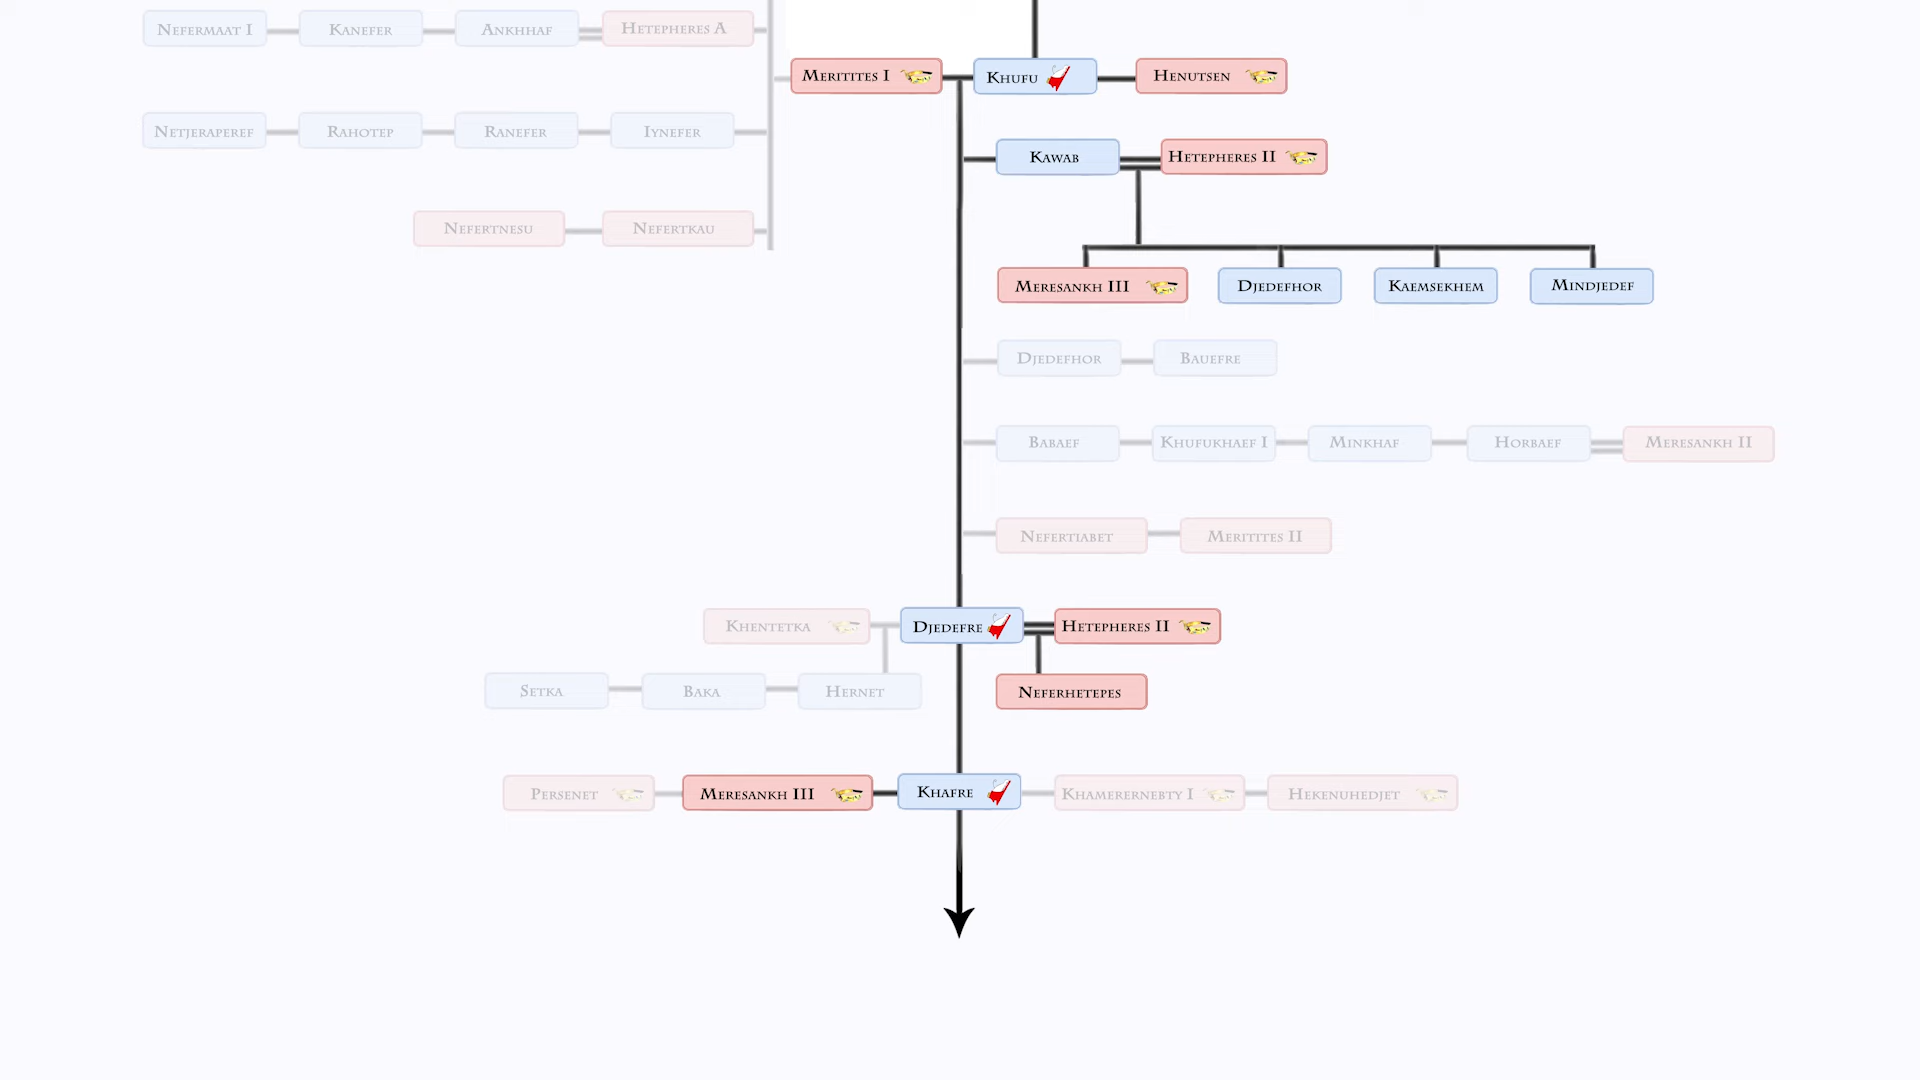 Nefermaat I
Kanefer
Ankhhaf
Hetepheres A
Meritites I
Khufu
Henutsen
Netjeraperef
Rahotep
Ranefer
Iynefer
Kawab
Hetepheres II
Nefertnesu
Nefertkau
Meresankh III
Djedefhor
Kaemsekhem
Mindjedef
Djedefhor
Bauefre
Babaef
Khufukhaef I
Minkhaf
Horbaef
Meresankh II
Nefertiabet
Meritites II
Khentetka
Djedefre
Hetepheres II
Setka
Baka
Hernet
Neferhetepes
Persenet
Meresankh III
Khafre
Khamerernebty I
Hekenuhedjet